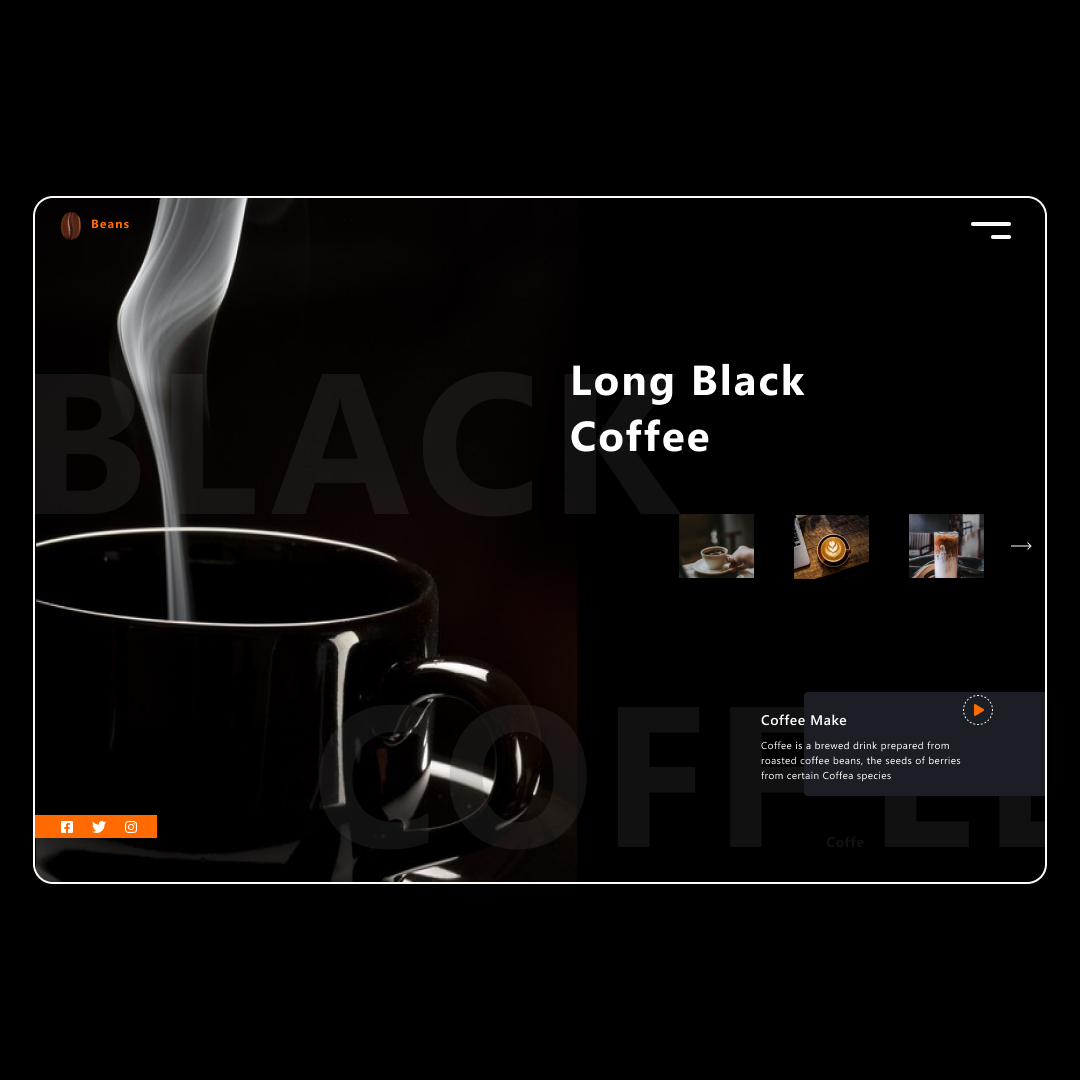 Beans
BLACK
Long Black
Coffee
COFFEE
Coffee Make
Coffee is a brewed drink prepared from
roasted coffee beans, the seeds of berries
from certain Coffea species
Coffe